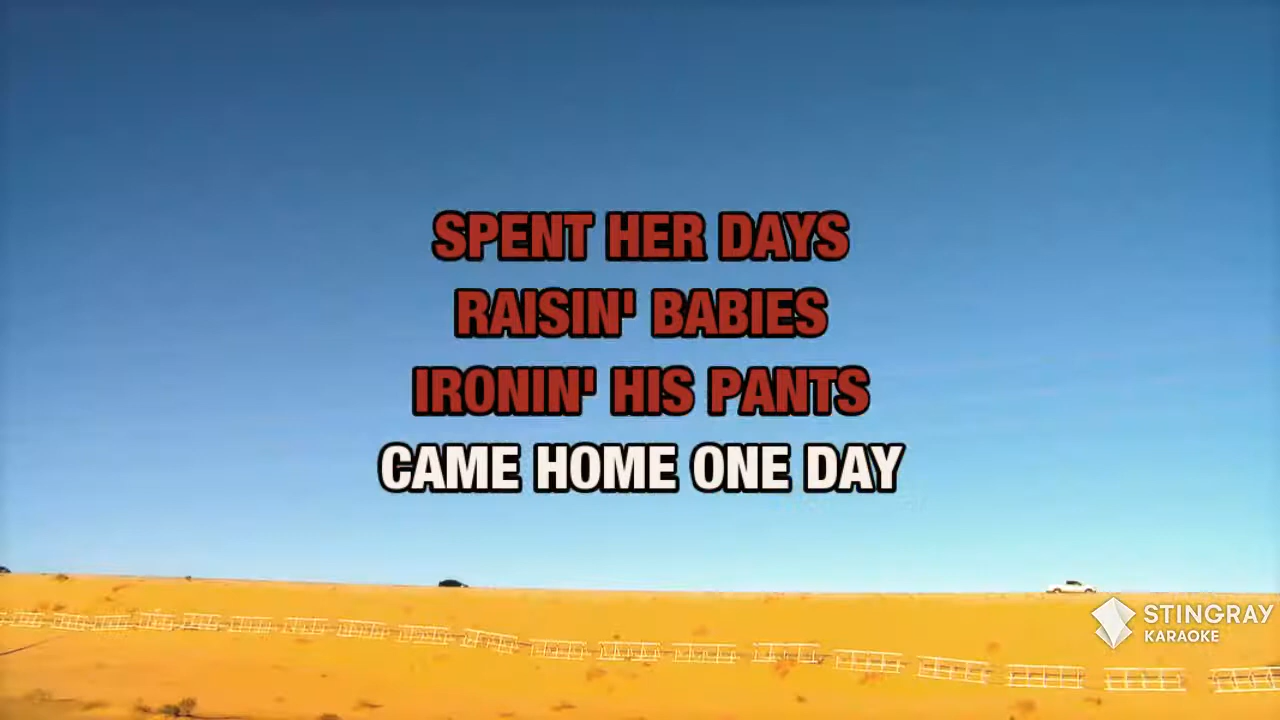 SPENT HER DAYS
RAISIN' BABIES
IRONIN' HIS PANTS
CAME HOME ONE DAY
STINGRAY
KARAOKE